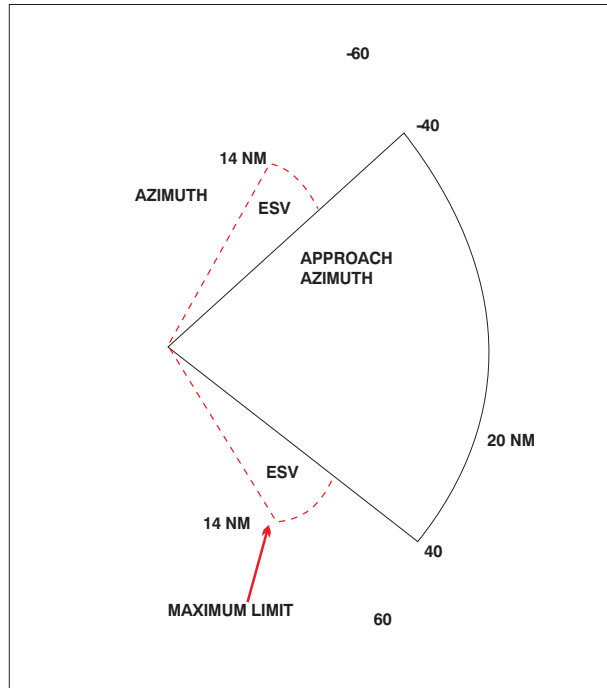 -60
-40
14 NM
AZIMUTH
ESV
APPROACH
AZIMUTH
20 NM
ESV
14 NM
40
MAXIMUM LIMIT
60